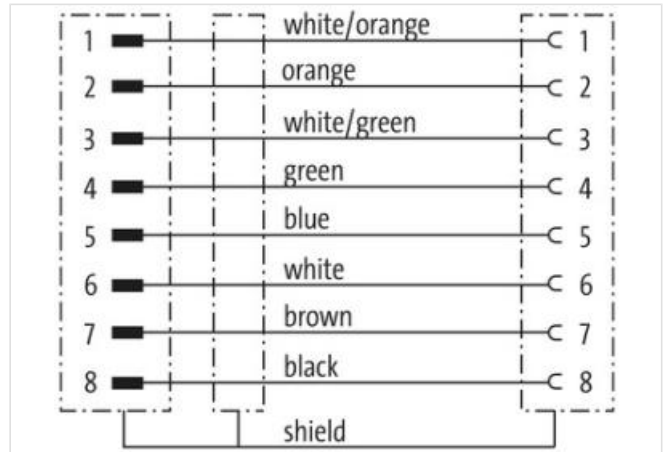 1 white/orange 1
2 orange 2
3 white/green 3
4 green 4
5 blue 5
6 white 6
7 brown 7
8 black 8
shield